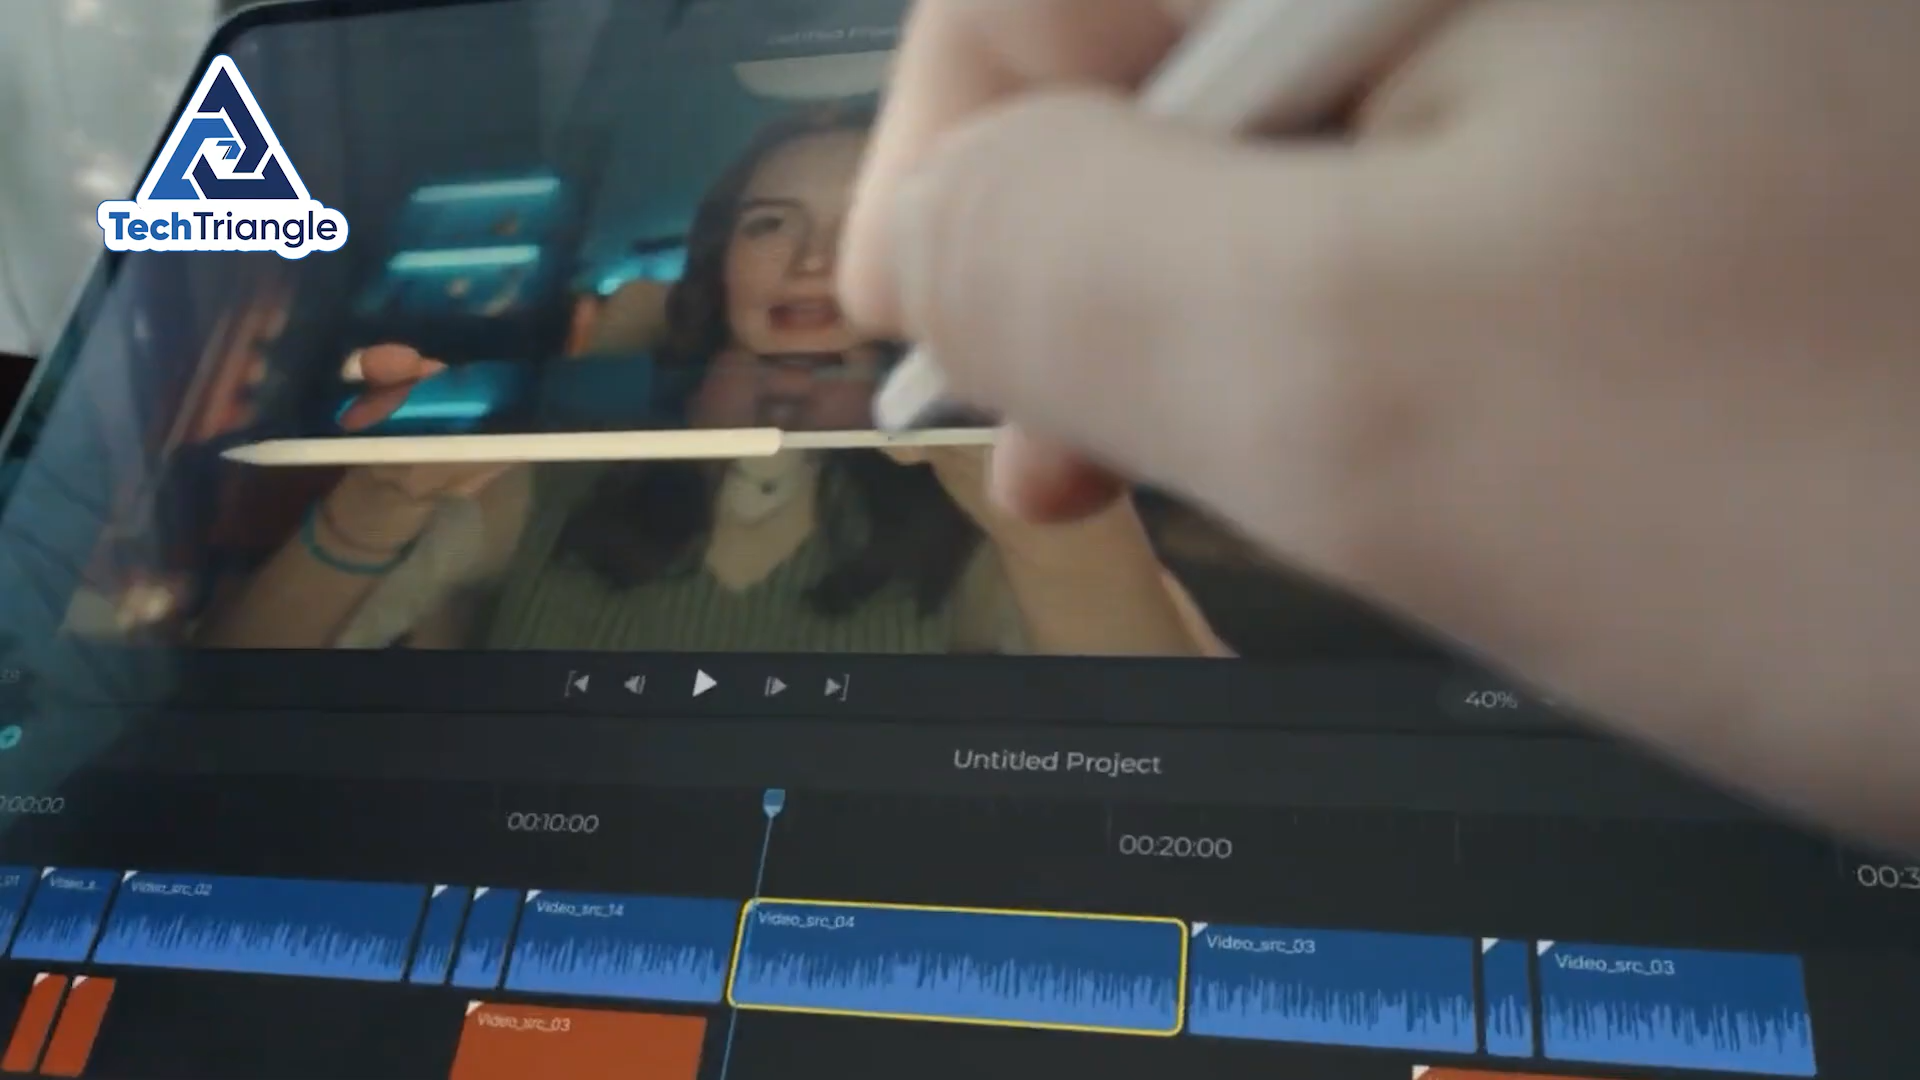 TechTriangle
40%
Untitled Project
00:10:00
00:20:00
Video_src_02
Video_src_14
Video_src_04
Video_src_03
Video_src_03
Video_src_03